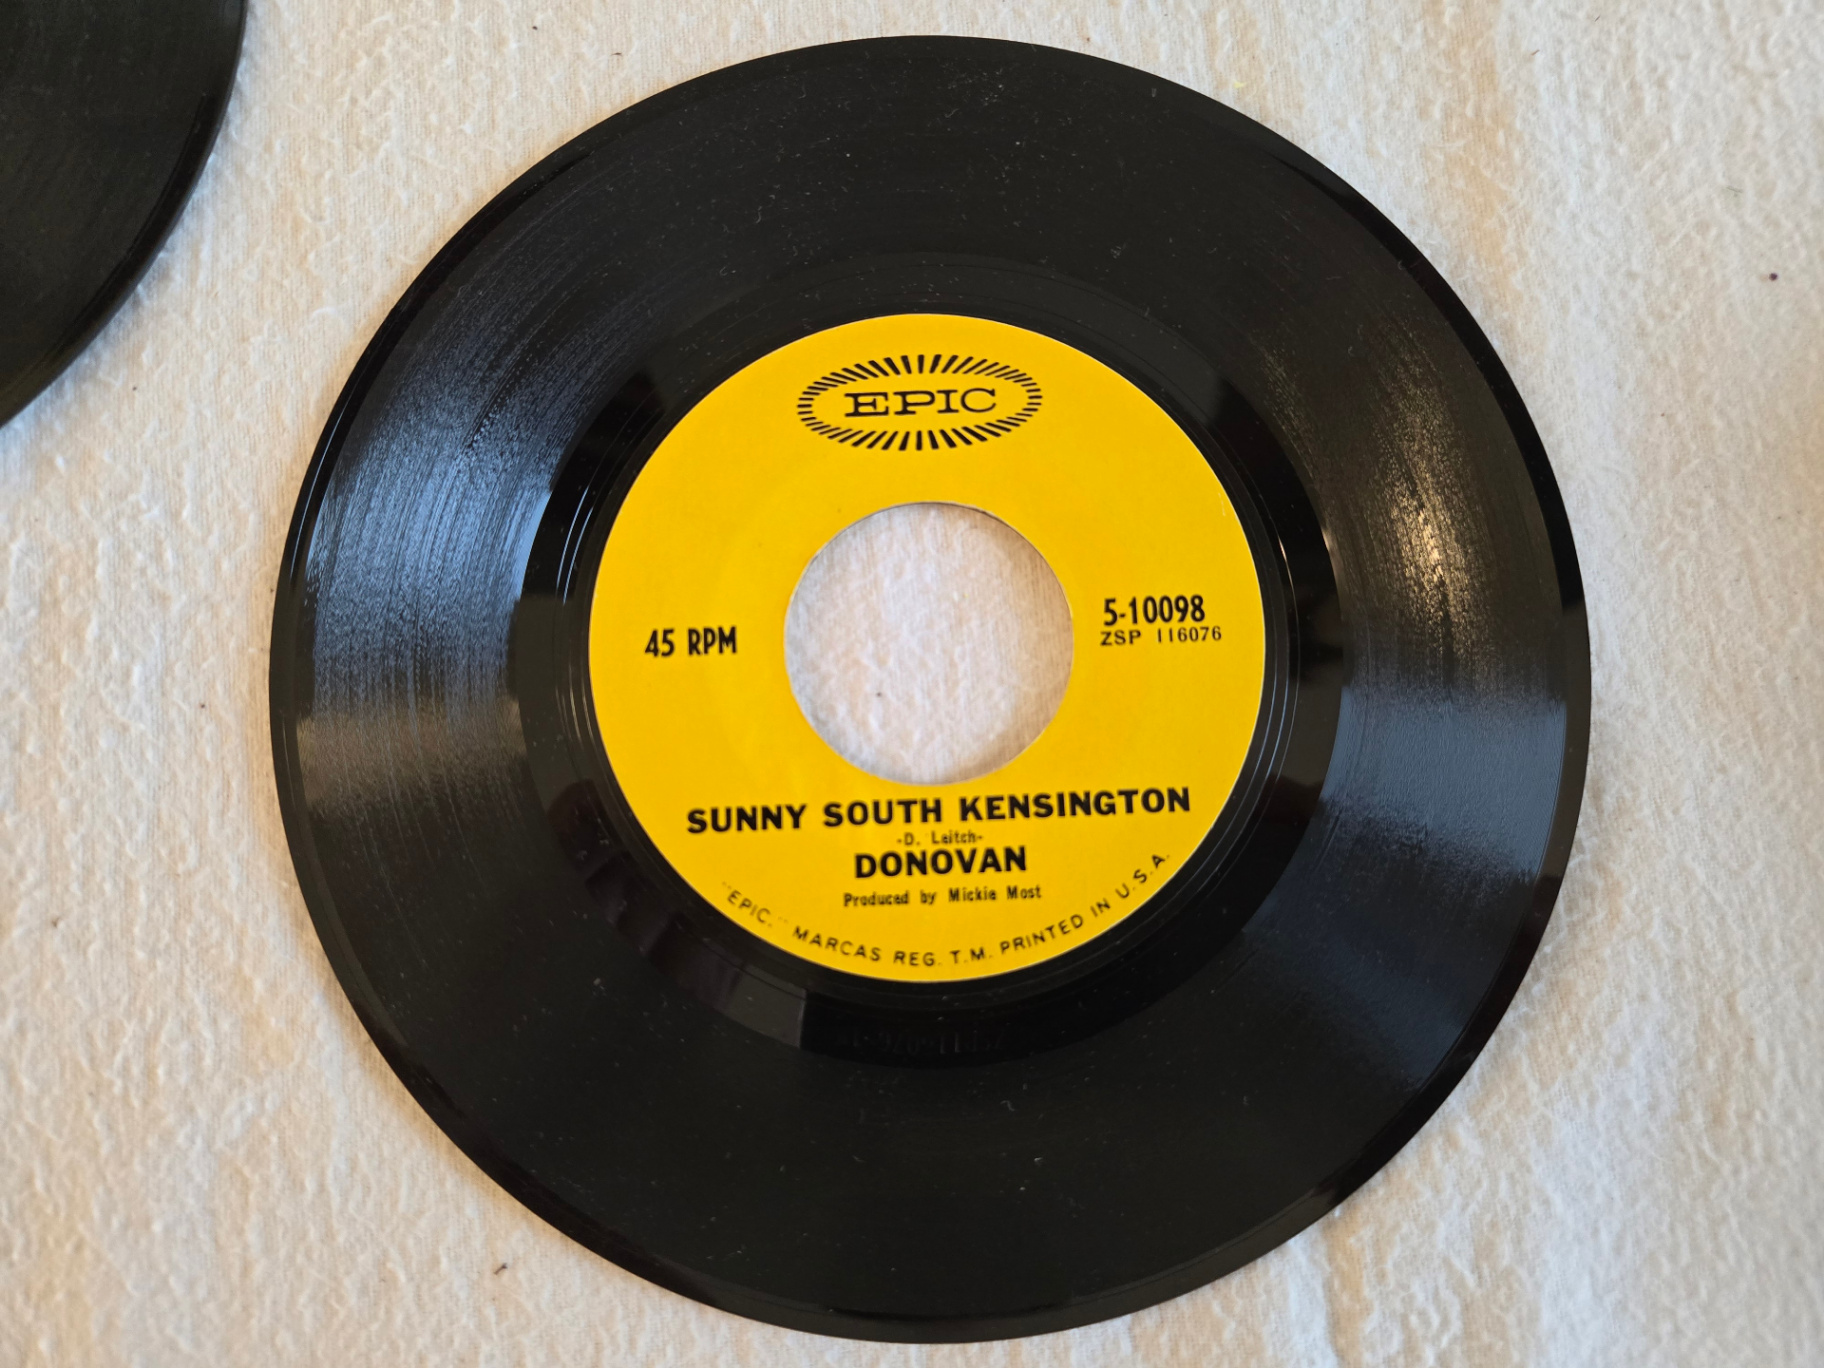 EPIC
45 RPM
5-10098
ZSP 116076
SUNNY SOUTH KENSINGTON
-D. Leitch-
DONOVAN
Produced by Mickie Most
"EPIC." MARCAS REG. T.M. PRINTED IN U.S.A.